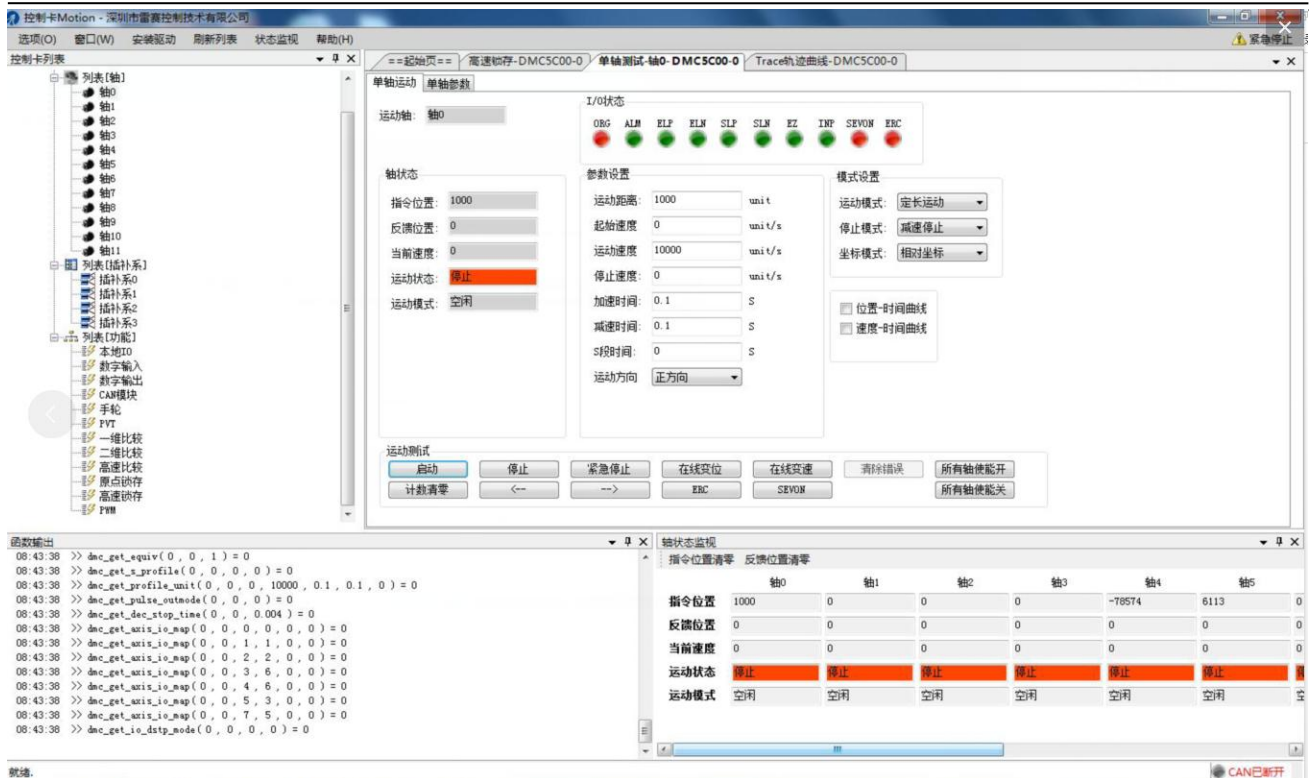 控制卡Motion - 深圳市雷赛控制技术有限公司
选项(O) 窗口(W) 安装驱动 刷新列表 状态监视 帮助(H) 紧急停止
控制卡列表
列表[轴]
轴0
轴1
轴2
轴3
轴4
轴5
轴6
轴7
轴8
轴9
轴10
轴11
列表[插补系]
插补系0
插补系1
插补系2
插补系3
列表[功能]
本地IO
数字输入
数字输出
CAN模块
手轮
PVT
一维比较
二维比较
高速比较
原点锁存
高速锁存
PWM
==起始页== 高速锁存-DMC5C00-0 单轴测试-轴0-DMC5C00-0 Trace轨迹曲线-DMC5C00-0
单轴运动 单轴参数
运动轴: 轴0
I/O状态
ORG ALM ELP ELN SLP SLN EZ INP SEVON ERC
轴状态
指令位置: 1000
反馈位置: 0
当前速度: 0
运动状态: 停止
运动模式: 空闲
参数设置
运动距离: 1000 unit
起始速度 0 unit/s
运动速度 10000 unit/s
停止速度: 0 unit/s
加速时间: 0.1 S
减速时间: 0.1 S
S段时间: 0 S
运动方向 正方向
模式设置
运动模式: 定长运动
停止模式: 减速停止
坐标模式: 相对坐标
位置-时间曲线
速度-时间曲线
运动测试
启动 停止 紧急停止 在线变位 在线变速 清除错误 所有轴使能开
计数清零 <-- --> ERC SEVON 所有轴使能关
函数输出
08:43:38 >> dmc_get_equiv( 0 , 0 , 1 ) = 0
08:43:38 >> dmc_get_s_profile( 0 , 0 , 0 , 0 ) = 0
08:43:38 >> dmc_get_profile_unit( 0 , 0 , 0 , 10000 , 0.1 , 0.1 , 0 ) = 0
08:43:38 >> dmc_get_pulse_outmode( 0 , 0 , 0 ) = 0
08:43:38 >> dmc_get_dec_stop_time( 0 , 0 , 0.004 ) = 0
08:43:38 >> dmc_get_axis_io_map( 0 , 0 , 0 , 0 , 0 , 0 ) = 0
08:43:38 >> dmc_get_axis_io_map( 0 , 0 , 1 , 1 , 0 , 0 ) = 0
08:43:38 >> dmc_get_axis_io_map( 0 , 0 , 2 , 2 , 0 , 0 ) = 0
08:43:38 >> dmc_get_axis_io_map( 0 , 0 , 3 , 6 , 0 , 0 ) = 0
08:43:38 >> dmc_get_axis_io_map( 0 , 0 , 4 , 6 , 0 , 0 ) = 0
08:43:38 >> dmc_get_axis_io_map( 0 , 0 , 5 , 3 , 0 , 0 ) = 0
08:43:38 >> dmc_get_axis_io_map( 0 , 0 , 7 , 5 , 0 , 0 ) = 0
08:43:38 >> dmc_get_io_dstp_mode( 0 , 0 , 0 , 0 ) = 0
轴状态监视
指令位置清零 反馈位置清零
轴0 轴1 轴2 轴3 轴4 轴5
指令位置 1000 0 0 0 -78574 6113 0
反馈位置 0 0 0 0 0 0 0
当前速度 0 0 0 0 0 0 0
运动状态 停止 停止 停止 停止 停止 停止
运动模式 空闲 空闲 空闲 空闲 空闲 空闲
就绪. CAN已断开